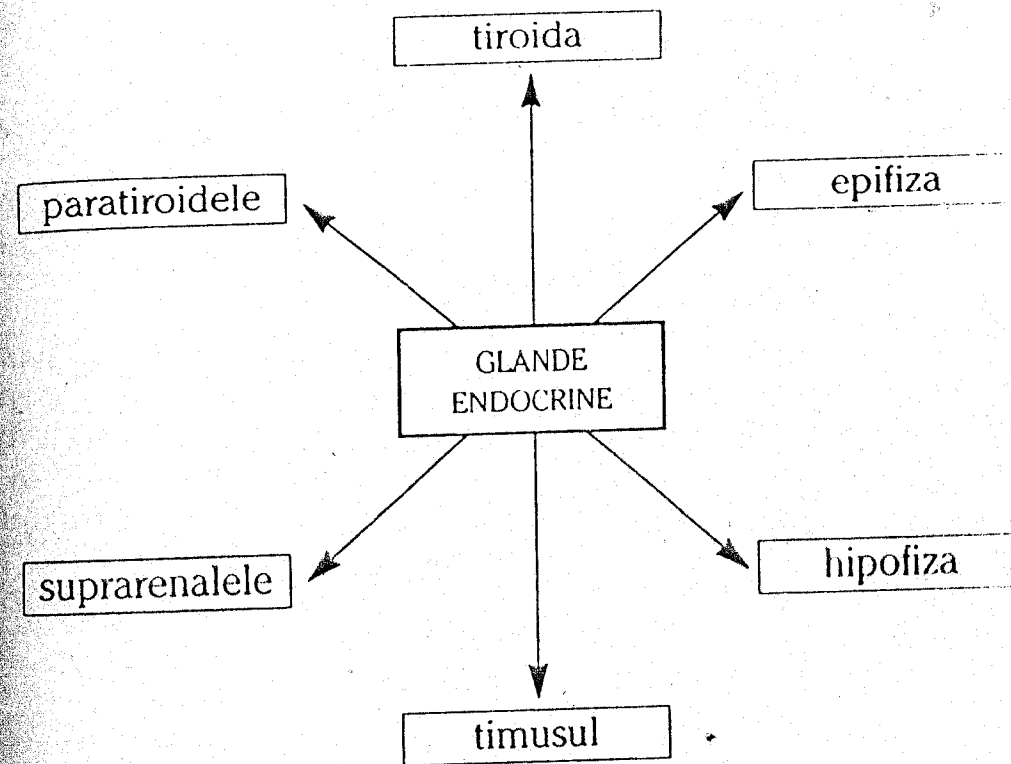 tiroida
paratiroidele
epifiza
GLANDE
ENDOCRINE
suprarenalele
hipofiza
timusul